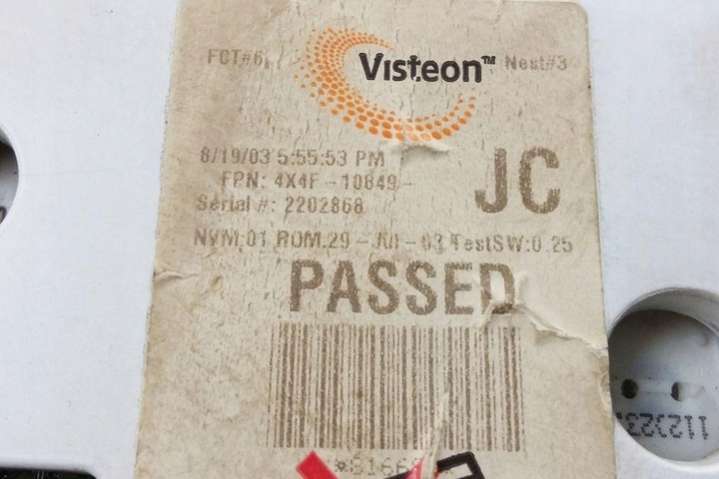 FCT#6 Visteon™ Nest#3
8/19/03 5:55:53 PM
JC
FPN: 4X4F -10849-
Serial #: 2202868
NVM:01 ROM:29 - Jul - 03 TestSW:0.25
PASSED